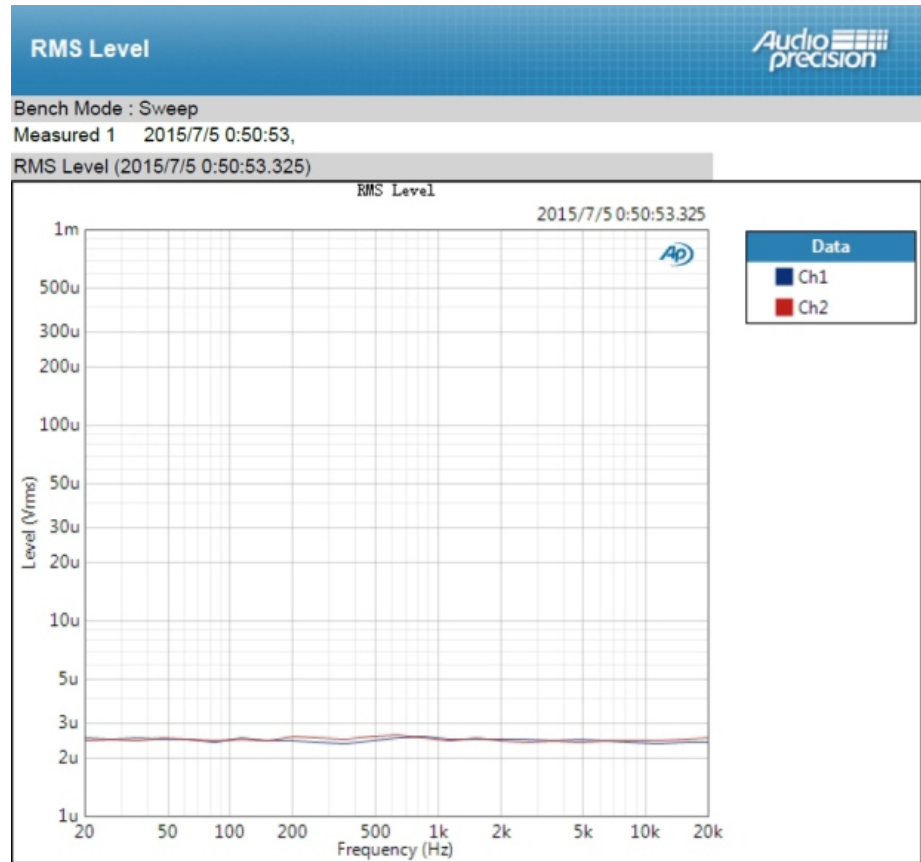 RMS Level
Audio precision
Bench Mode : Sweep
Measured 1 2015/7/5 0:50:53,
RMS Level (2015/7/5 0:50:53.325)
RMS Level
2015/7/5 0:50:53.325
AP
Data
Ch1
Ch2
Level (Vrms)
1m
500u
300u
200u
100u
50u
30u
20u
10u
5u
3u
2u
1u
20 50 100 200 500 1k 2k 5k 10k 20k
Frequency (Hz)